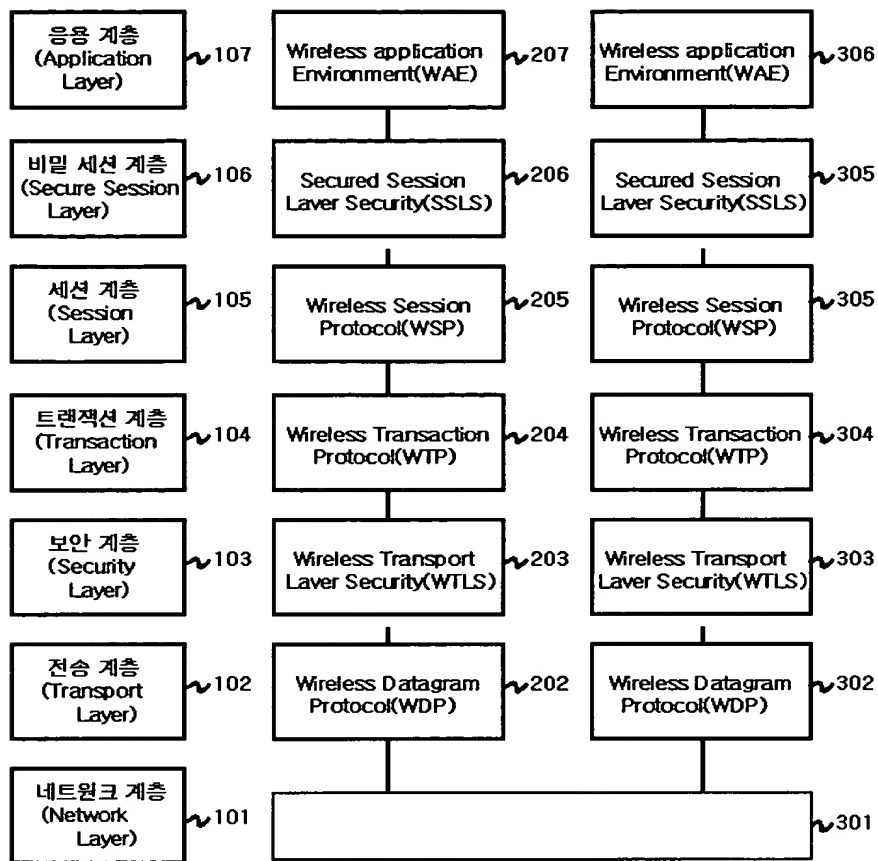 응용 계층
(Application
Layer)
107
Wireless application
Environment(WAE)
207
Wireless application
Environment(WAE)
306
비밀 세션 계층
(Secure Session
Layer)
106
Secured Session
Laver Security(SSLS)
206
Secured Session
Laver Security(SSLS)
305
세션 계층
(Session
Layer)
105
Wireless Session
Protocol(WSP)
205
Wireless Session
Protocol(WSP)
305
트랜잭션 계층
(Transaction
Layer)
104
Wireless Transaction
Protocol(WTP)
204
Wireless Transaction
Protocol(WTP)
304
보안 계층
(Security
Layer)
103
Wireless Transport
Laver Security(WTLS)
203
Wireless Transport
Laver Security(WTLS)
303
전송 계층
(Transport
Layer)
102
Wireless Datagram
Protocol(WDP)
202
Wireless Datagram
Protocol(WDP)
302
네트워크 계층
(Network
Layer)
101
301